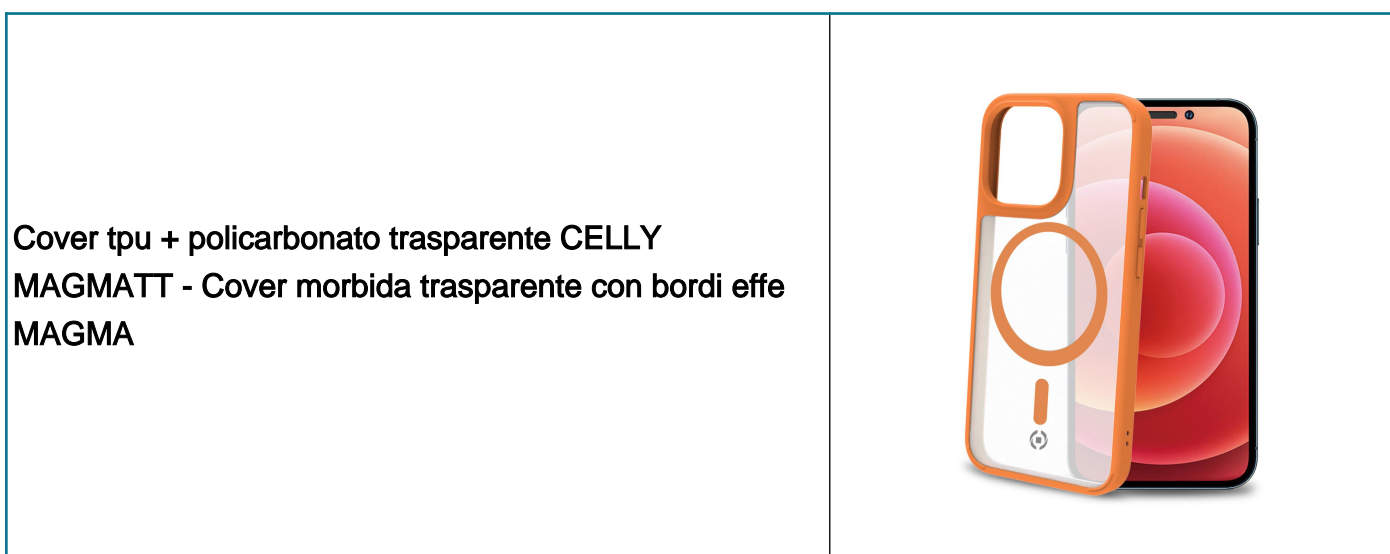 Cover tpu + policarbonato trasparente CELLY
MAGMATT - Cover morbida trasparente con bordi effe
MAGMA